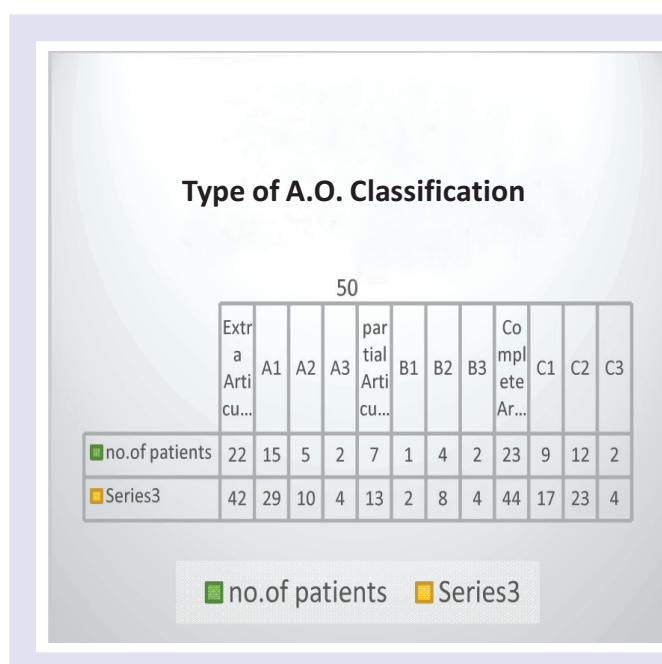 Type of A.O. Classification
50
Extr
a
Arti
cu...
A1
A2
A3
par
tial
Arti
cu...
B1
B2
B3
Co
mpl
ete
Ar...
C1
C2
C3
no.of patients 22 15 5 2 7 1 4 2 23 9 12 2
Series3 42 29 10 4 13 2 8 4 44 17 23 4
no.of patients Series3